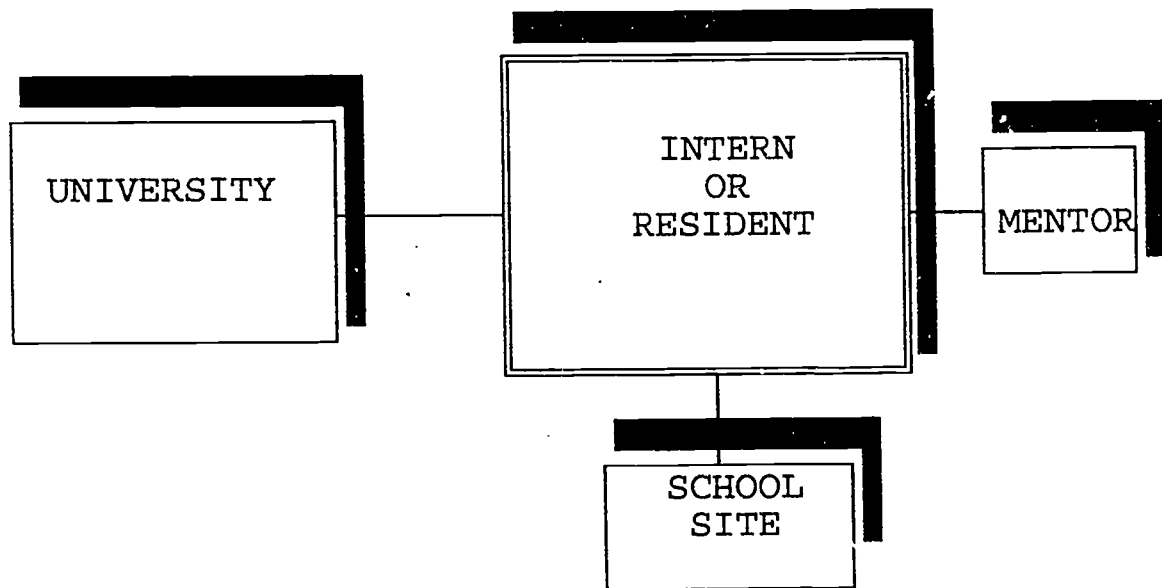 UNIVERSITY
INTERN
OR
RESIDENT
MENTOR
SCHOOL
SITE